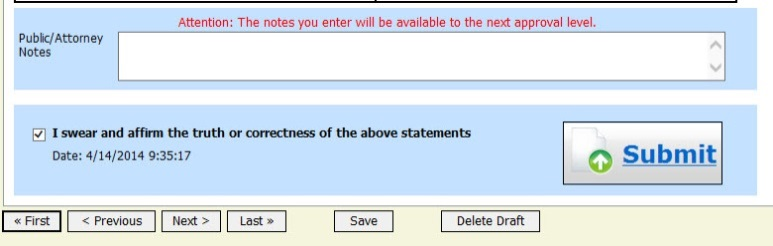 Attention: The notes you enter will be available to the next approval level.
Public/Attorney
Notes
I swear and affirm the truth or correctness of the above statements
Date: 4/14/2014 9:35:17
Submit
« First < Previous Next > Last » Save Delete Draft